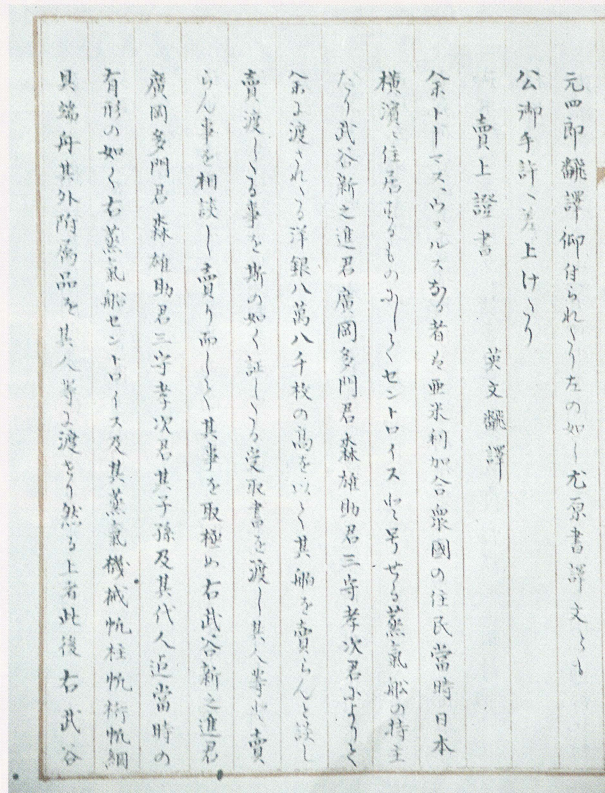 元四郎飜譯仰付られたり左の如し尤原書譯文とも
公御手許へ差上けたり
賣上證書
英文飜譯
余トーマス、ウヲルスなる者は亜米利加合衆國の住民當時日本
横濱に住居するものにしてセントロイスと号せる蒸氣船の持主
なり武谷新之進君廣岡多門君森雄助君三守孝次君によりて
余に渡されたる洋銀八萬八千枚の高を以て其舶を賣らんと談し
賣渡したる事を斯の如く証したる受取書を渡し其人等と賣
らん事を相談し賣り而して其事を取極め右武谷新之進君
廣岡多門君森雄助君三守孝次君其子孫及其代人迄當時の
有形の如く右蒸氣船セントロイス及其蒸氣機械帆柱帆桁帆綱
具端舟其外附属品を其人等に渡せり然る上者此後右武谷